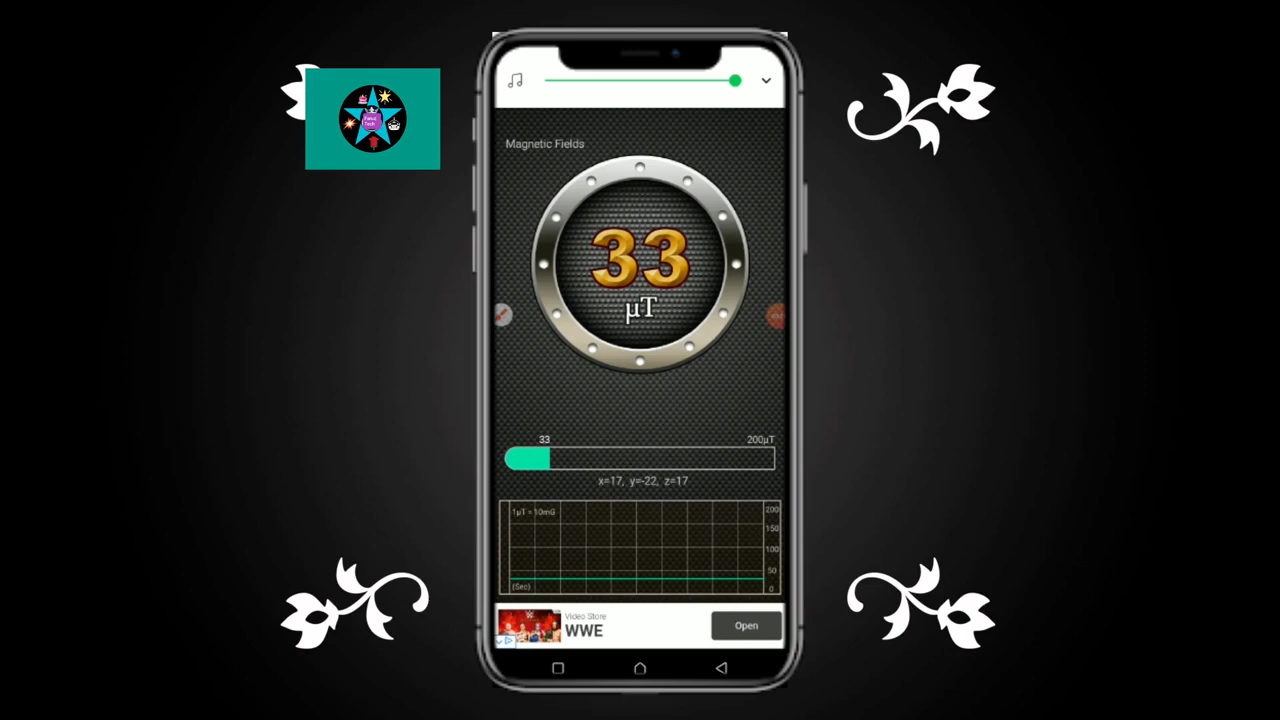 Magnetic Fields
33
μT
33
200μT
x=17, y=-22, z=17
1μT = 10mG
200
150
100
50
0
(Sec)
Video Store
WWE
Open